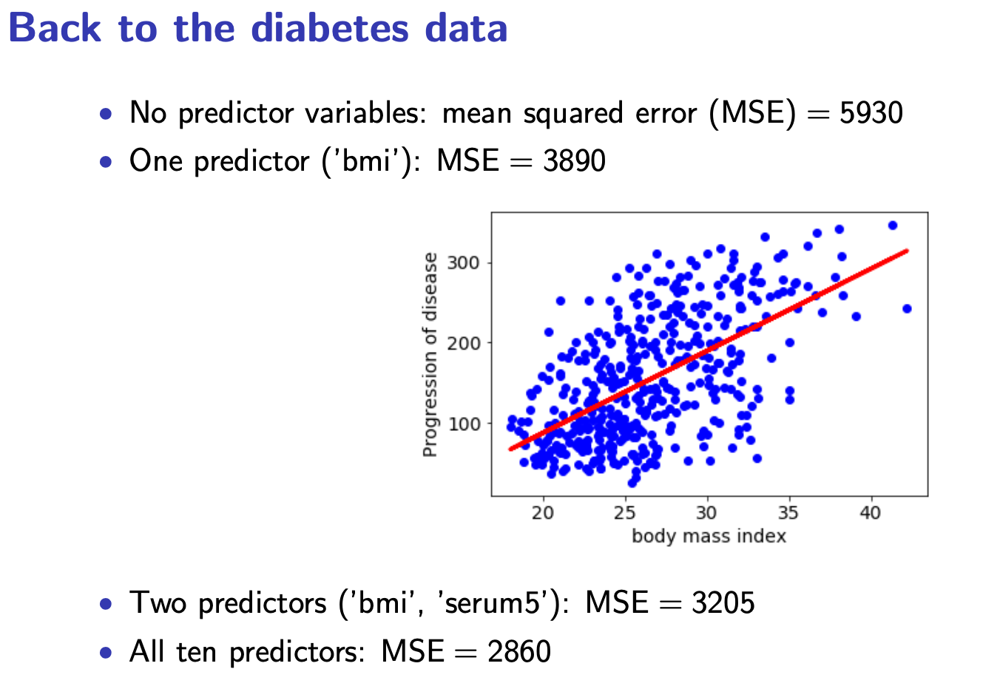 Back to the diabetes data
• No predictor variables: mean squared error (MSE) = 5930
• One predictor ('bmi'): MSE = 3890
300
200
100
Progression of disease
20 25 30 35 40
body mass index
• Two predictors ('bmi', 'serum5'): MSE = 3205
• All ten predictors: MSE = 2860